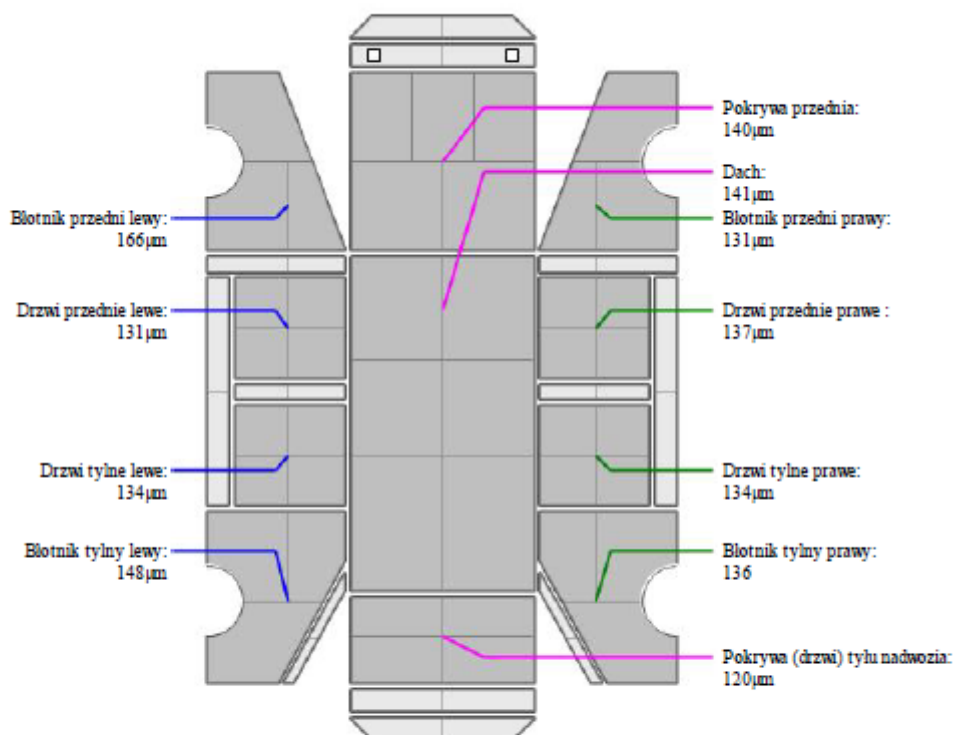 Pokrywa przednia:
140µm
Dach:
141µm
Błotnik przedni lewy:
166µm
Błotnik przedni prawy:
131µm
Drzwi przednie lewe:
131µm
Drzwi przednie prawe :
137µm
Drzwi tylne lewe:
134µm
Drzwi tylne prawe:
134µm
Błotnik tylny lewy:
148µm
Błotnik tylny prawy:
136
Pokrywa (drzwi) tyłu nadwozia:
120µm